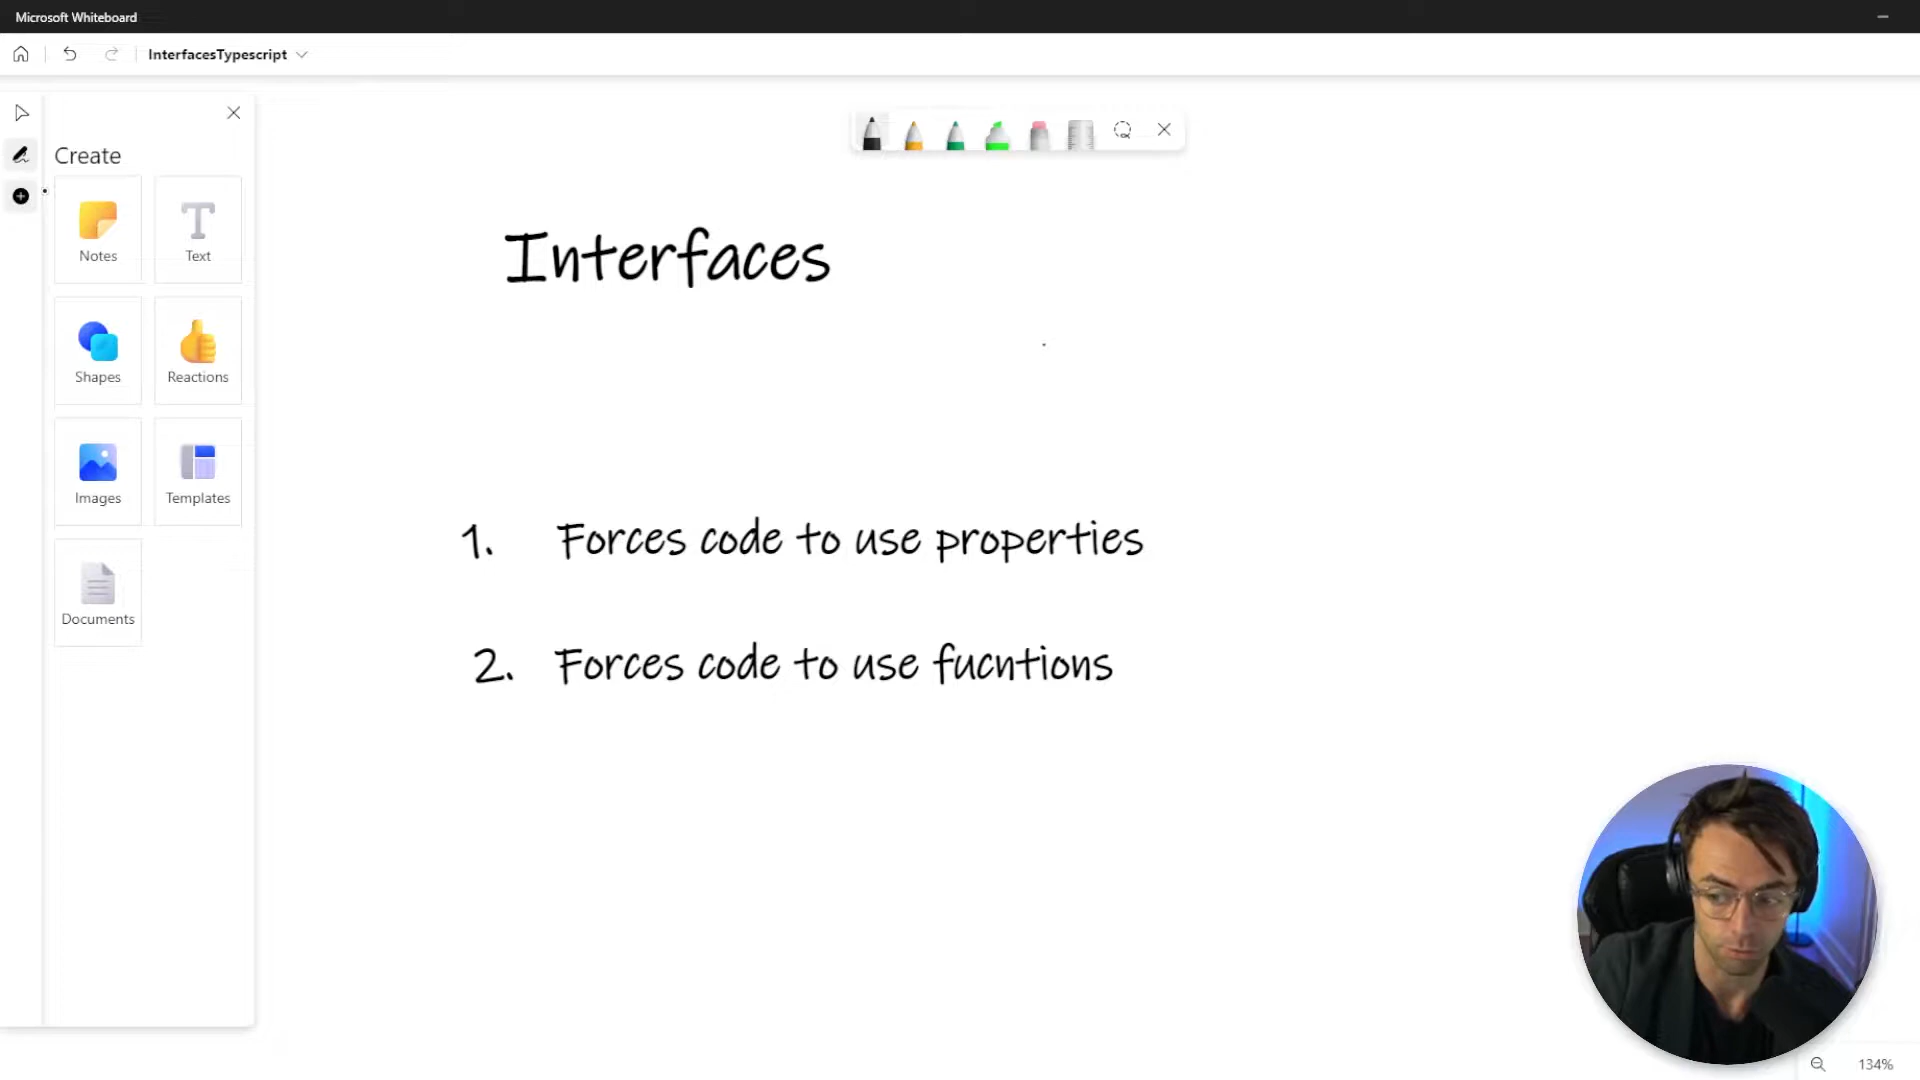 Microsoft Whiteboard
InterfacesTypescript
Create
Notes Text
Shapes Reactions
Images Templates
Documents
Interfaces
1. Forces code to use properties
2. Forces code to use fucntions
134%